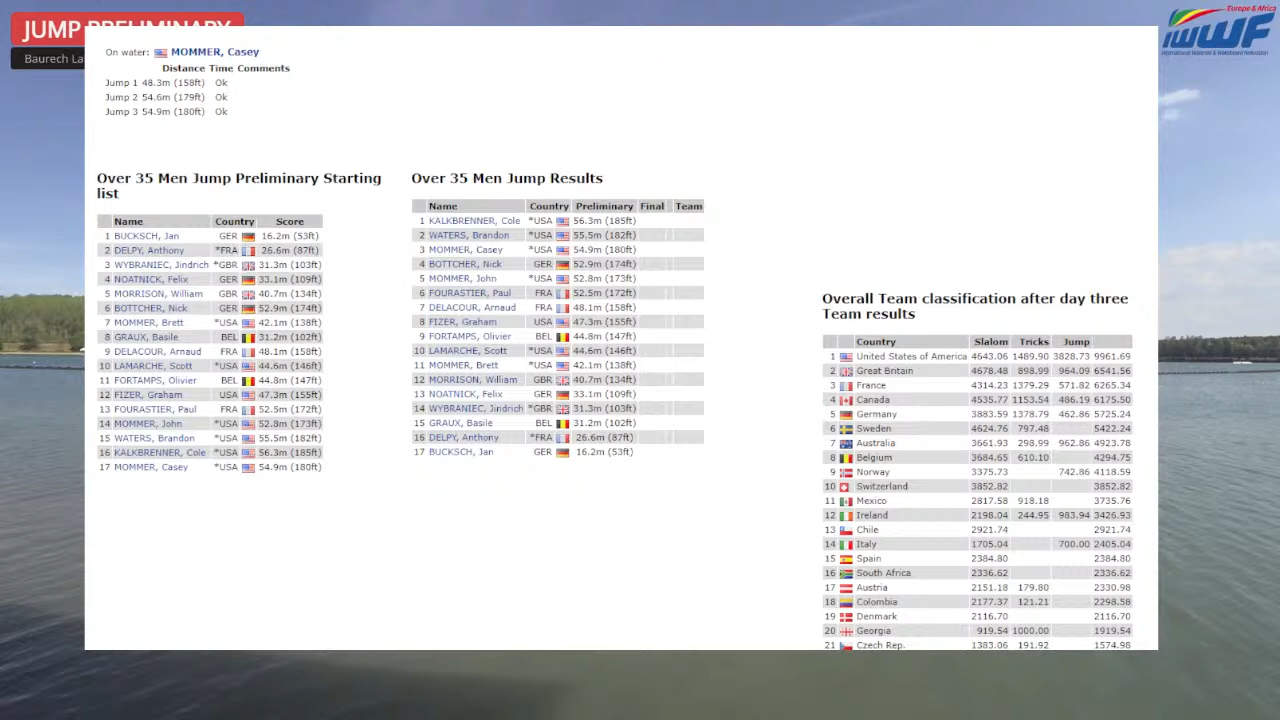 JUMP PRELIMINARY
Baurech La
Europe & Africa
IWWF
International Waterski & Wakeboard Federation
On water: MOMMER, Casey
Distance Time Comments
Jump 1 48.3m (158ft) Ok
Jump 2 54.6m (179ft) Ok
Jump 3 54.9m (180ft) Ok
Over 35 Men Jump Preliminary Starting
list
Name Country Score
1 BUCKSCH, Jan GER 16.2m (53ft)
2 DELPY, Anthony *FRA 26.6m (87ft)
3 WYBRANIEC, Jindrich *GBR 31.3m (103ft)
4 NOATNICK, Felix GER 33.1m (109ft)
5 MORRISON, William GBR 40.7m (134ft)
6 BOTTCHER, Nick GER 52.9m (174ft)
7 MOMMER, Brett *USA 42.1m (138ft)
8 GRAUX, Basile BEL 31.2m (102ft)
9 DELACOUR, Arnaud FRA 48.1m (158ft)
10 LAMARCHE, Scott *USA 44.6m (146ft)
11 FORTAMPS, Olivier BEL 44.8m (147ft)
12 FIZER, Graham USA 47.3m (155ft)
13 FOURASTIER, Paul FRA 52.5m (172ft)
14 MOMMER, John *USA 52.8m (173ft)
15 WATERS, Brandon *USA 55.5m (182ft)
16 KALKBRENNER, Cole *USA 56.3m (185ft)
17 MOMMER, Casey *USA 54.9m (180ft)
Over 35 Men Jump Results
Name Country Preliminary Final Team
1 KALKBRENNER, Cole *USA 56.3m (185ft)
2 WATERS, Brandon *USA 55.5m (182ft)
3 MOMMER, Casey *USA 54.9m (180ft)
4 BOTTCHER, Nick GER 52.9m (174ft)
5 MOMMER, John *USA 52.8m (173ft)
6 FOURASTIER, Paul FRA 52.5m (172ft)
7 DELACOUR, Arnaud FRA 48.1m (158ft)
8 FIZER, Graham USA 47.3m (155ft)
9 FORTAMPS, Olivier BEL 44.8m (147ft)
10 LAMARCHE, Scott *USA 44.6m (146ft)
11 MOMMER, Brett *USA 42.1m (138ft)
12 MORRISON, William GBR 40.7m (134ft)
13 NOATNICK, Felix GER 33.1m (109ft)
14 WYBRANIEC, Jindrich *GBR 31.3m (103ft)
15 GRAUX, Basile BEL 31.2m (102ft)
16 DELPY, Anthony *FRA 26.6m (87ft)
17 BUCKSCH, Jan GER 16.2m (53ft)
Overall Team classification after day three
Team results
Country Slalom Tricks Jump
1 United States of America 4643.06 1489.90 3828.73 9961.69
2 Great Britain 4678.48 898.99 964.09 6541.56
3 France 4314.23 1379.29 571.82 6265.34
4 Canada 4535.77 1153.54 486.19 6175.50
5 Germany 3883.59 1378.79 462.86 5725.24
6 Sweden 4624.76 797.48 5422.24
7 Australia 3661.93 298.99 962.86 4923.78
8 Belgium 3684.65 610.10 4294.75
9 Norway 3375.73 742.86 4118.59
10 Switzerland 3852.82 3852.82
11 Mexico 2817.58 918.18 3735.76
12 Ireland 2198.04 244.95 983.94 3426.93
13 Chile 2921.74 2921.74
14 Italy 1705.04 700.00 2405.04
15 Spain 2384.80 2384.80
16 South Africa 2336.62 2336.62
17 Austria 2151.18 179.80 2330.98
18 Colombia 2177.37 121.21 2298.58
19 Denmark 2116.70 2116.70
20 Georgia 919.54 1000.00 1919.54
21 Czech Rep. 1383.06 191.92 1574.98